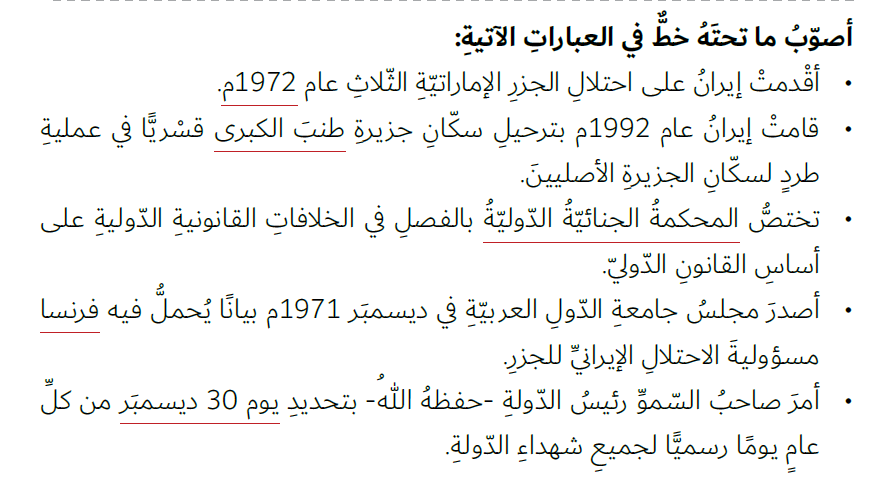 أصوّبُ ما تحتَهُ خطٌّ في العباراتِ الآتيةِ:
• أقْدمتْ إيرانُ على احتلالِ الجزرِ الإماراتيّةِ الثّلاثِ عام 1972م.
• قامتْ إيرانُ عام 1992م بترحيلِ سكّانِ جزيرةِ طنبَ الكبرى قسْريًّا في عمليةِ
طردٍ لسكّانِ الجزيرةِ الأصليينَ.
• تختصُّ المحكمةُ الجنائيّةُ الدّوليّةُ بالفصلِ في الخلافاتِ القانونيةِ الدّوليةِ على
أساسِ القانونِ الدّوليّ.
• أصدرَ مجلسُ جامعةِ الدّولِ العربيّةِ في ديسمبَر 1971م بيانًا يُحملُّ فيه فرنسا
مسؤوليةَ الاحتلالِ الإيرانيِّ للجزرِ.
• أمرَ صاحبُ السّموِّ رئيسُ الدّولةِ -حفظهُ اللهُ- بتحديدِ يوم 30 ديسمبَر من كلِّ
عامٍ يومًا رسميًّا لجميعِ شهداءِ الدّولةِ.